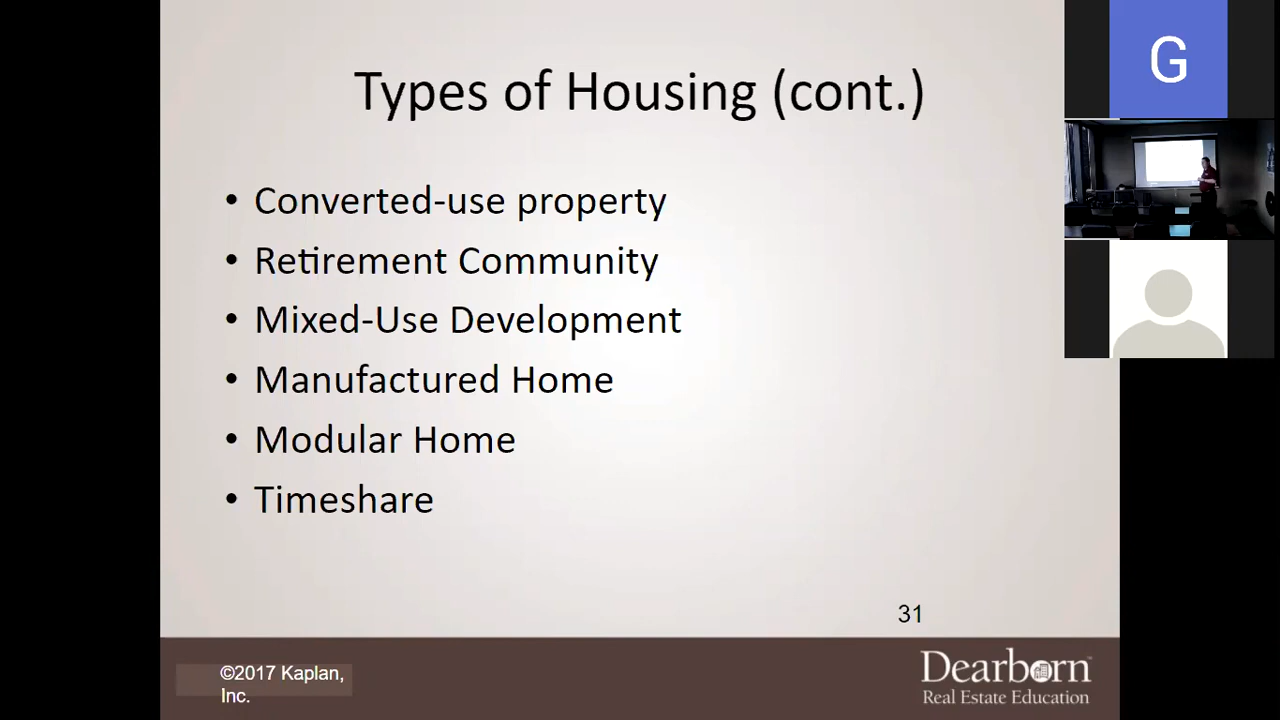 Types of Housing (cont.)
• Converted-use property
• Retirement Community
• Mixed-Use Development
• Manufactured Home
• Modular Home
• Timeshare
31
©2017 Kaplan,
Inc.
Dearborn™
Real Estate Education
G